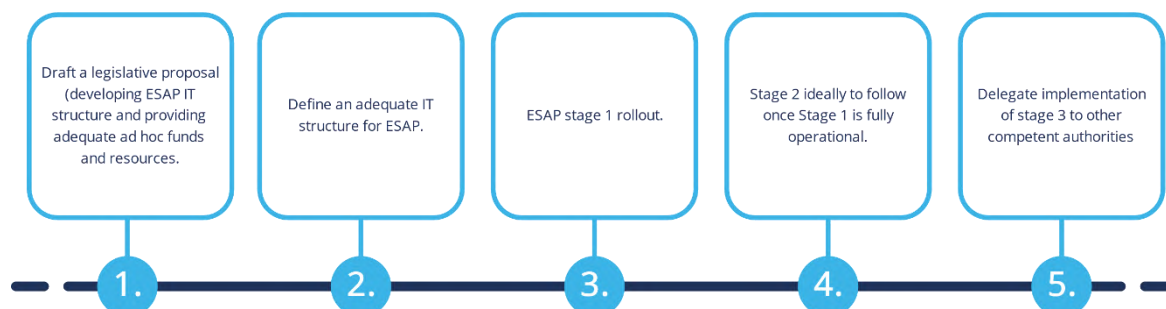 Draft a legislative proposal
(developing ESAP IT
structure and providing
adequate ad hoc funds
and resources.
Define an adequate IT
structure for ESAP.
ESAP stage 1 rollout.
Stage 2 ideally to follow
once Stage 1 is fully
operational.
Delegate implementation
of stage 3 to other
competent authorities
1.
2.
3.
4.
5.